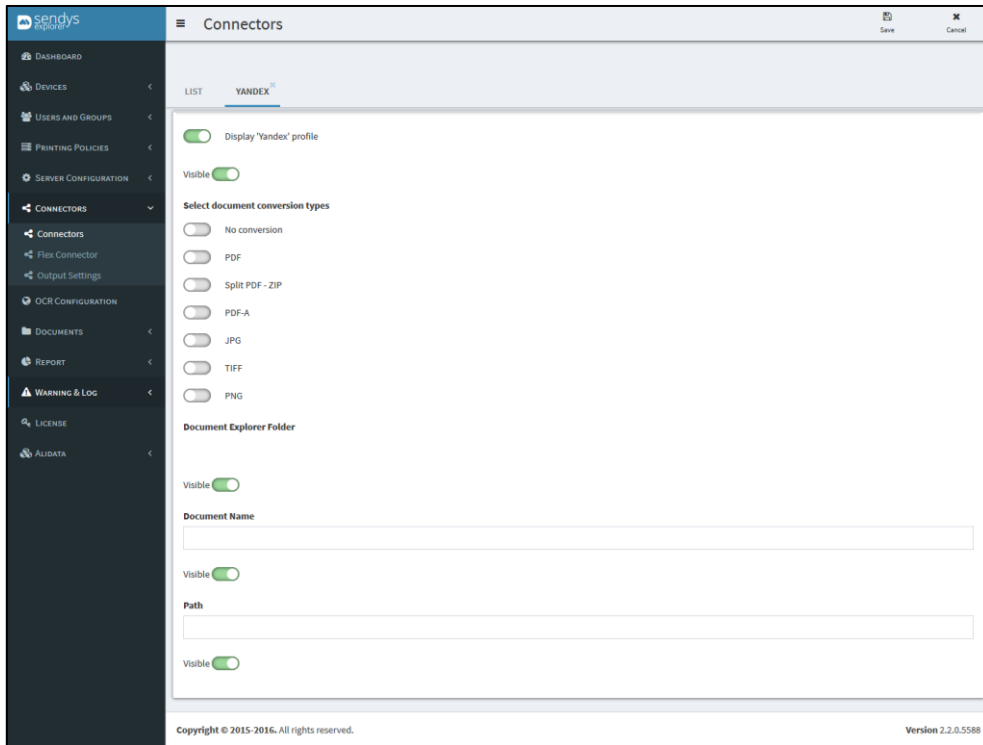 sendys
explorer
Connectors
Save
Cancel
DASHBOARD
DEVICES
USERS AND GROUPS
PRINTING POLICIES
SERVER CONFIGURATION
CONNECTORS
Connectors
Flex Connector
Output Settings
OCR CONFIGURATION
DOCUMENTS
REPORT
WARNING & LOG
LICENSE
ALIDATA
LIST YANDEX
Display 'Yandex' profile
Visible
Select document conversion types
No conversion
PDF
Split PDF - ZIP
PDF-A
JPG
TIFF
PNG
Document Explorer Folder
Visible
Document Name
Visible
Path
Visible
Copyright © 2015-2016. All rights reserved.
Version 2.2.0.5588